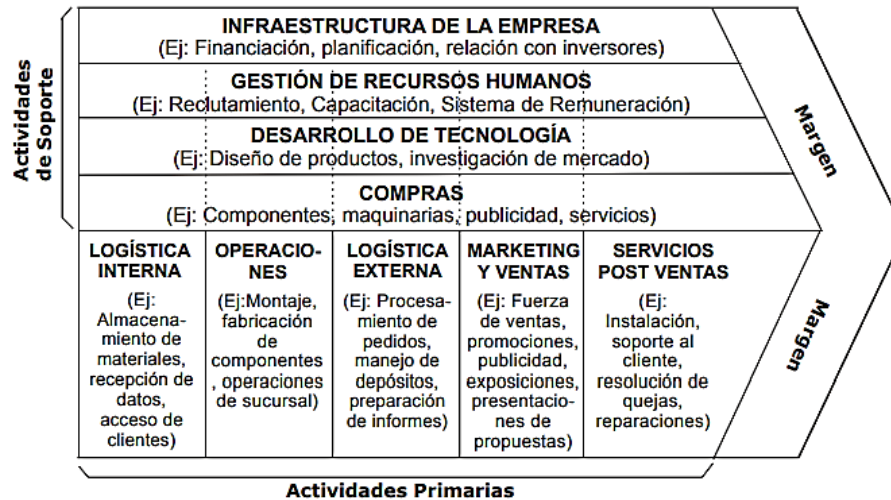 Actividades
de Soporte
INFRAESTRUCTURA DE LA EMPRESA
(Ej: Financiación, planificación, relación con inversores)
GESTIÓN DE RECURSOS HUMANOS
(Ej: Reclutamiento, Capacitación, Sistema de Remuneración)
DESARROLLO DE TECNOLOGÍA
(Ej: Diseño de productos, investigación de mercado)
COMPRAS
(Ej: Componentes, maquinarias, publicidad, servicios)
Margen
LOGÍSTICA
INTERNA
(Ej:
Almacena-
miento de
materiales,
recepción de
datos,
acceso de
clientes)
OPERACIO-
NES
(Ej:Montaje,
fabricación
de
componentes
, operaciones
de sucursal)
LOGÍSTICA
EXTERNA
(Ej: Procesa-
miento de
pedidos,
manejo de
depósitos,
preparación
de informes)
MARKETING
Y VENTAS
(Ej: Fuerza
de ventas,
promociones,
publicidad,
exposiciones,
presentacio-
nes de
propuestas)
SERVICIOS
POST VENTAS
(Ej:
Instalación,
soporte al
cliente,
resolución de
quejas,
reparaciones)
Margen
Actividades Primarias